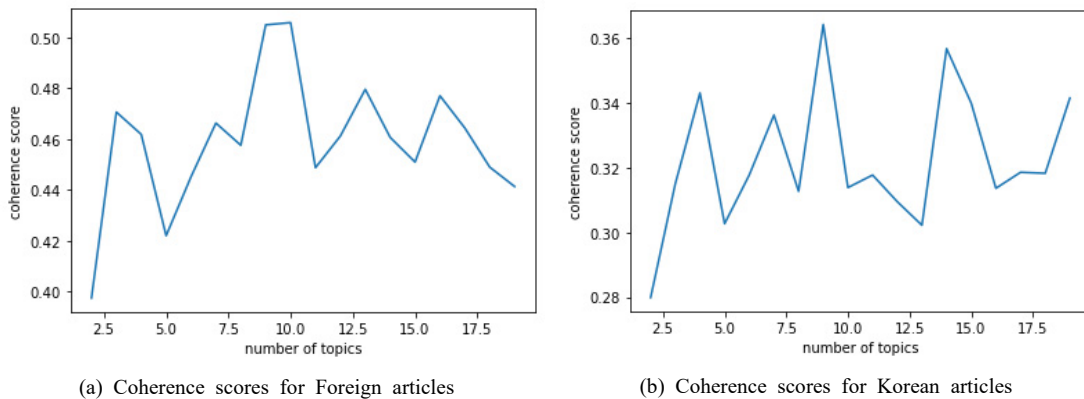 0.50
0.48
0.46
0.44
0.42
0.40
coherence score
2.5 5.0 7.5 10.0 12.5 15.0 17.5
number of topics
(a) Coherence scores for Foreign articles
0.36
0.34
0.32
0.30
0.28
coherence score
2.5 5.0 7.5 10.0 12.5 15.0 17.5
number of topics
(b) Coherence scores for Korean articles